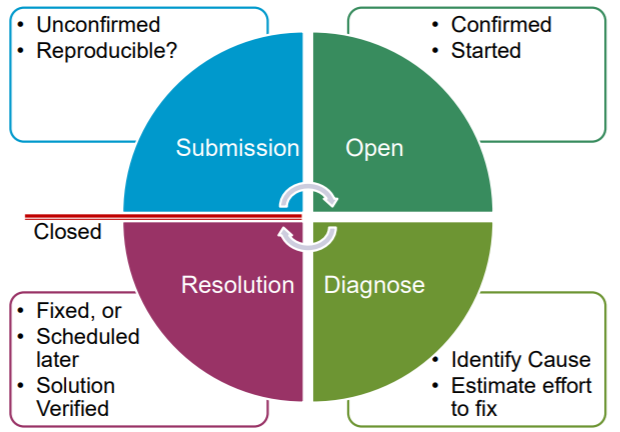 • Unconfirmed
• Reproducible?
• Confirmed
• Started
Submission
Open
Closed
Resolution
Diagnose
• Fixed, or
• Scheduled
later
• Solution
Verified
• Identify Cause
• Estimate effort
to fix